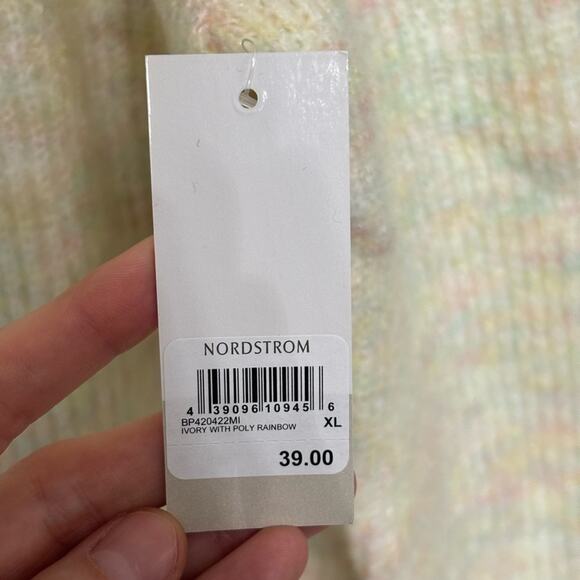 NORDSTROM
4 39096 10945 6
BP420422MI XL
IVORY WITH POLY RAINBOW
39.00